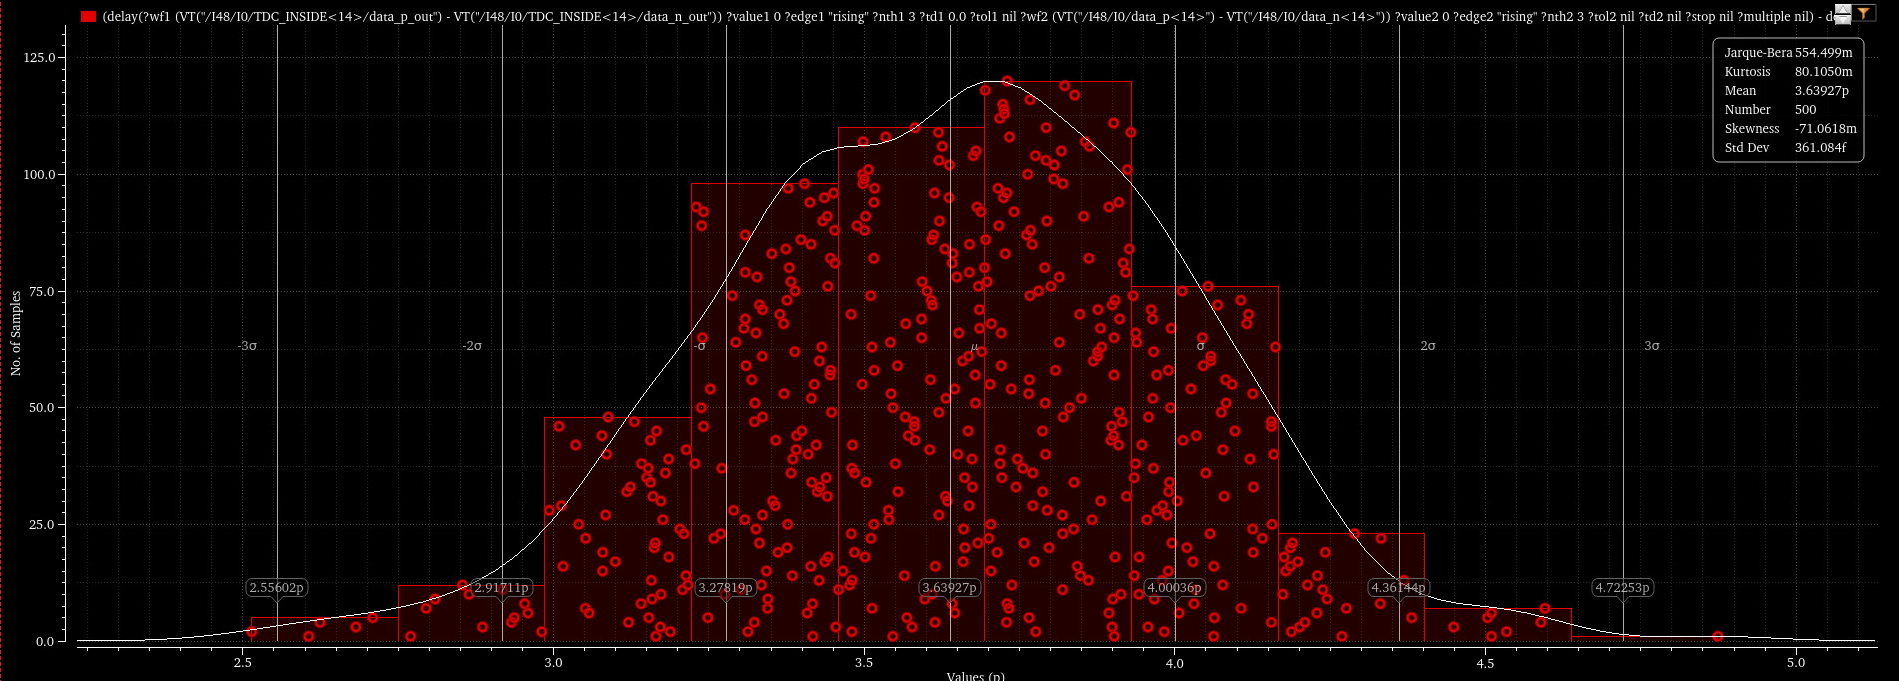 (delay(?wf1 (VT("/I48/I0/TDC_INSIDE<14>/data_p_out") - VT("/I48/I0/TDC_INSIDE<14>/data_n_out")) ?value1 0 ?edge1 "rising" ?nth1 3 ?td1 0.0 ?tol1 nil ?wf2 (VT("/I48/I0/data_p<14>") - VT("/I48/I0/data_n<14>")) ?value2 0 ?edge2 "rising" ?nth2 3 ?tol2 nil ?td2 nil ?stop nil ?multiple nil) - de
Jarque-Bera 554.499m
Kurtosis 80.1050m
Mean 3.63927p
Number 500
Skewness -71.0618m
Std Dev 361.084f
125.0
100.0
75.0
50.0
25.0
0.0
No. of Samples
-3σ -2σ -σ μ σ 2σ 3σ
2.55602p 2.91711p 3.27819p 3.63927p 4.00036p 4.36144p 4.72253p
2.5 3.0 3.5 4.0 4.5 5.0
Values (p)